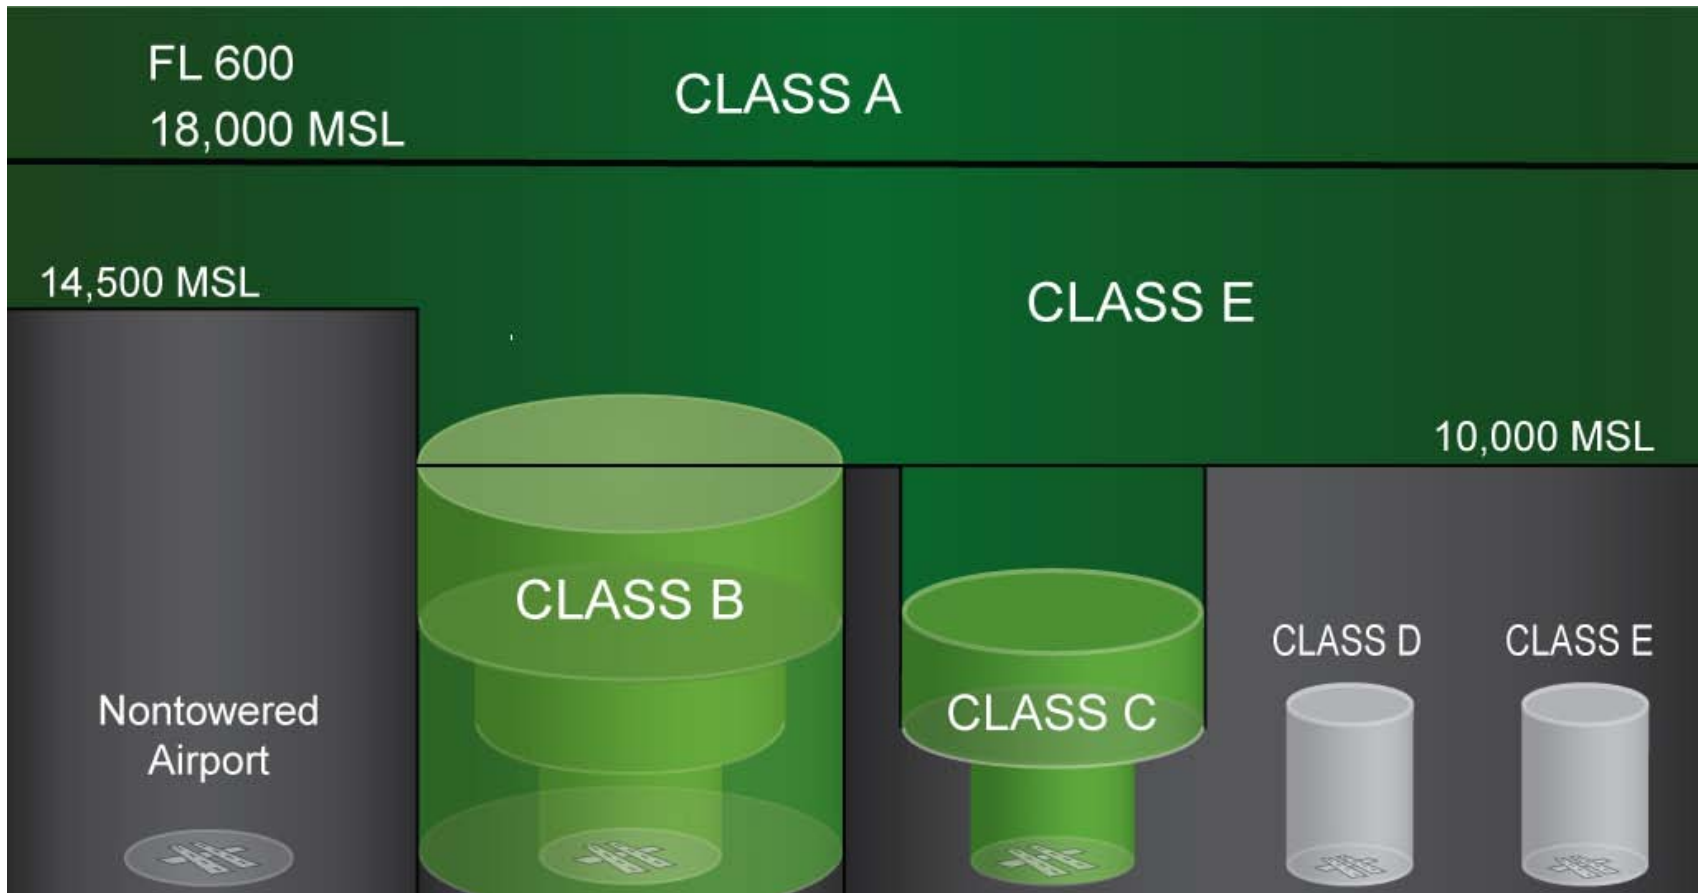 FL 600
18,000 MSL
CLASS A
14,500 MSL
CLASS E
10,000 MSL
CLASS B
CLASS D
CLASS E
Nontowered
Airport
CLASS C